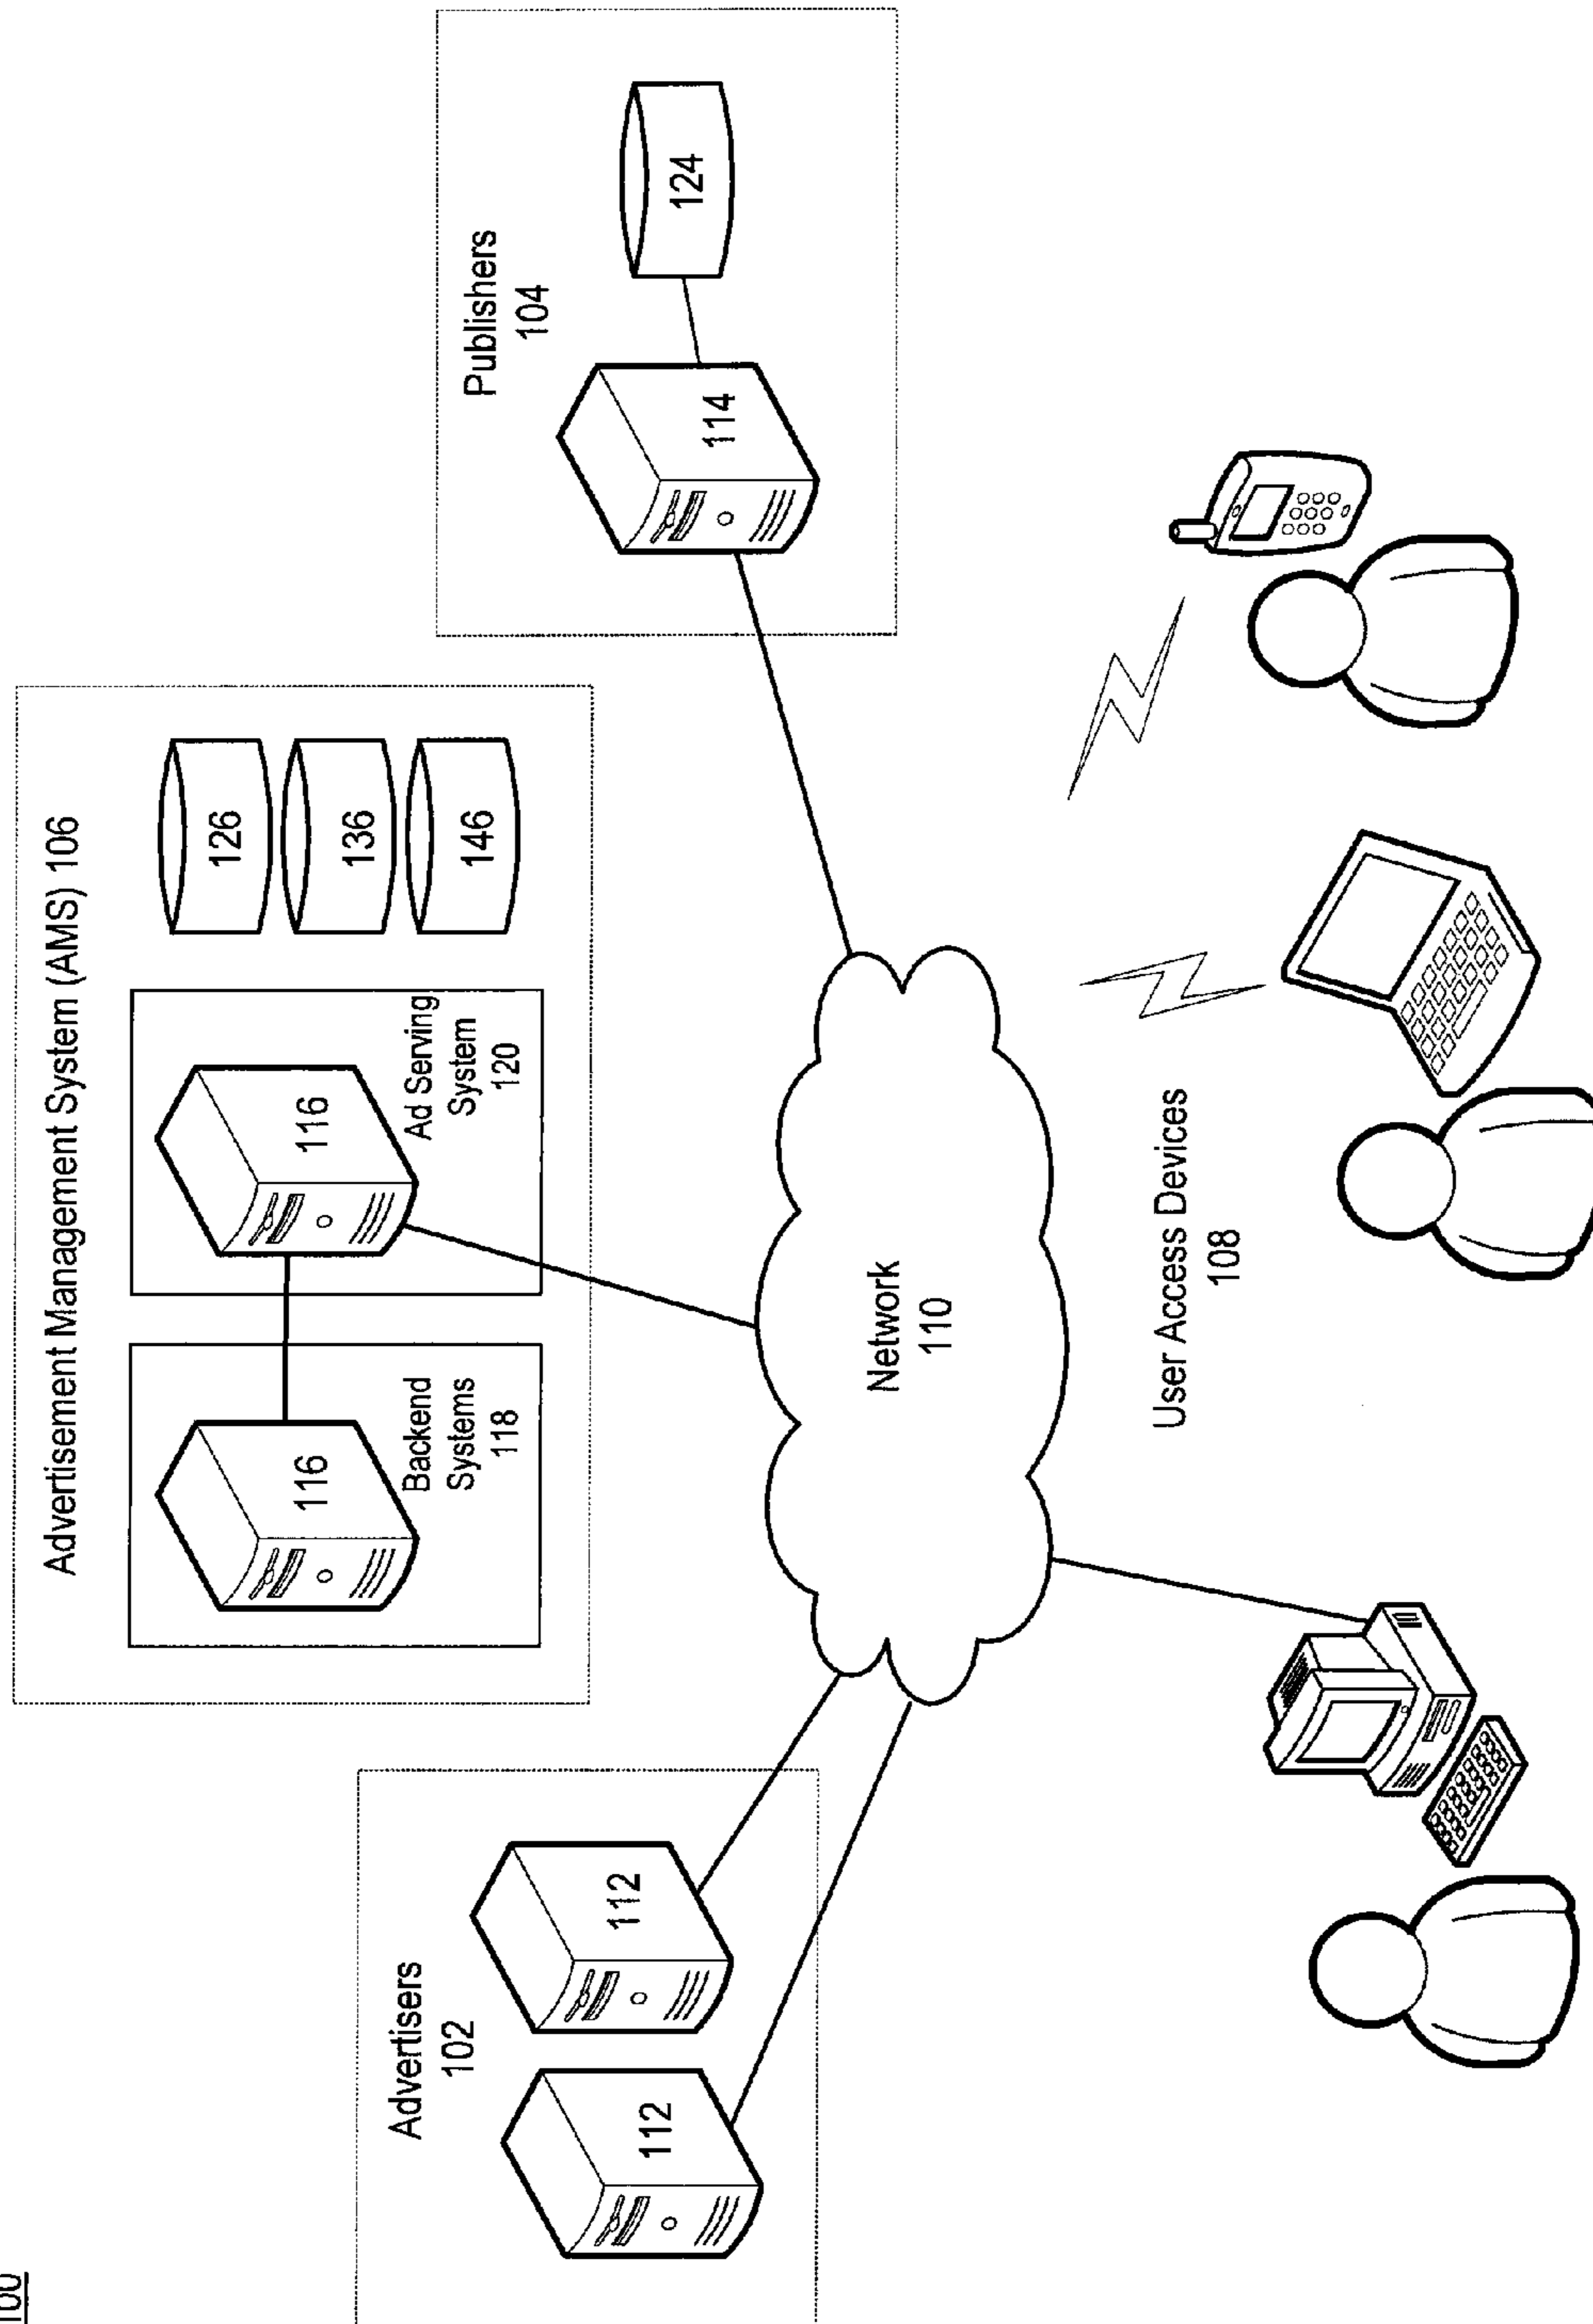 100
Advertisement Management System (AMS) 106
116
Backend
Systems
118
116
Ad Serving
System
120
126
136
146
Advertisers
102
112
112
Publishers
104
114
124
Network
110
User Access Devices
108